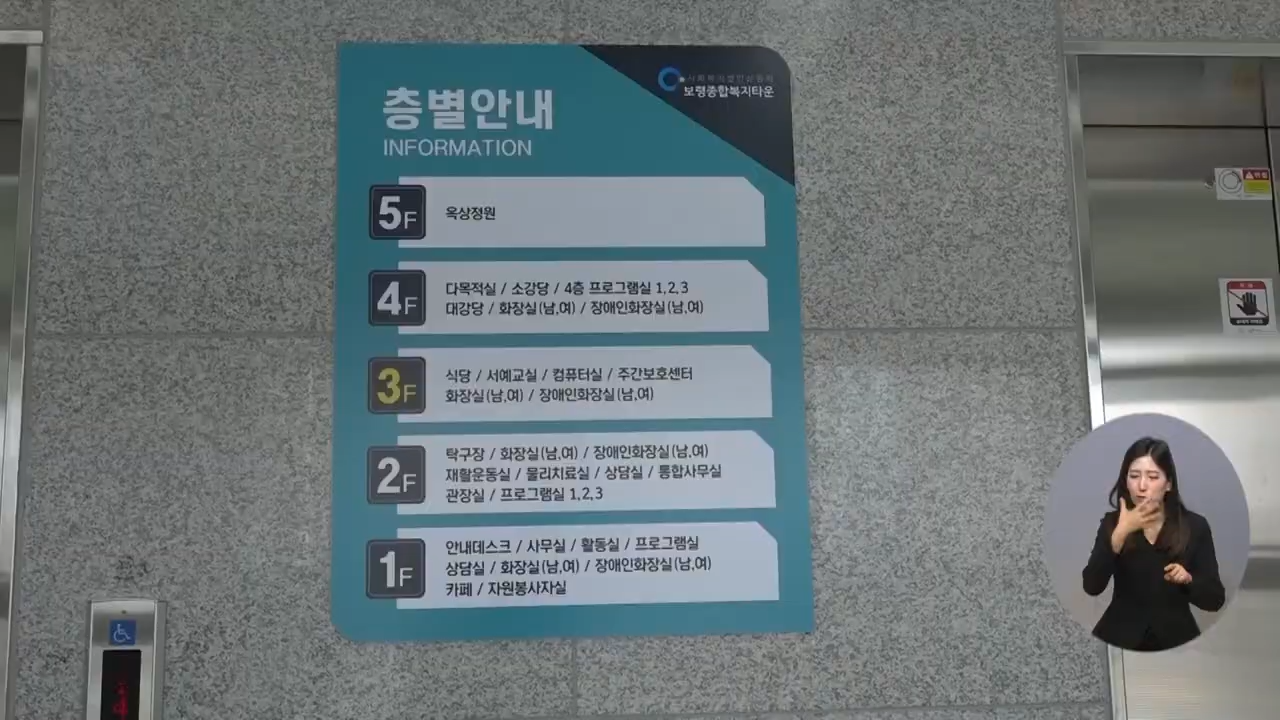 보령종합복지타운
층별안내
INFORMATION
5F
옥상정원
4F
다목적실 / 소강당 / 4층 프로그램실 1,2,3
대강당 / 화장실(남,여) / 장애인화장실(남,여)
3F
식당 / 서예교실 / 컴퓨터실 / 주간보호센터
화장실(남,여) / 장애인화장실(남,여)
2F
탁구장 / 화장실(남,여) / 장애인화장실(남,여)
재활운동실 / 물리치료실 / 상담실 / 통합사무실
관장실 / 프로그램실 1,2,3
1F
안내데스크 / 사무실 / 활동실 / 프로그램실
상담실 / 화장실(남,여) / 장애인화장실(남,여)
카페 / 자원봉사자실
4